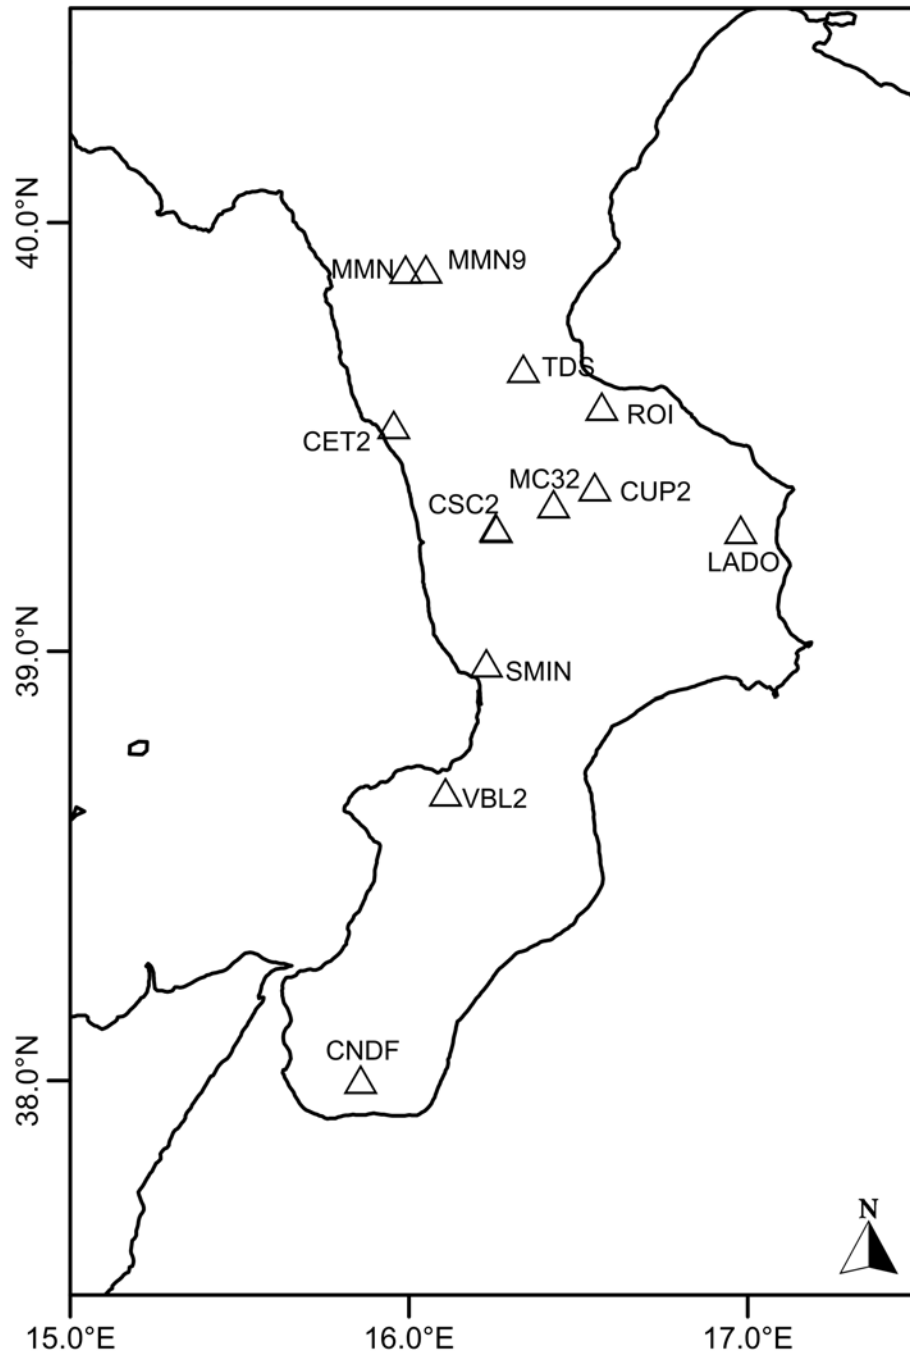 40.0°N
MMN
MMN9
TDS
ROI
CET2
MC32
CUP2
CSC2
LADO
39.0°N
SMIN
VBL2
CNDF
38.0°N
N
15.0°E
16.0°E
17.0°E